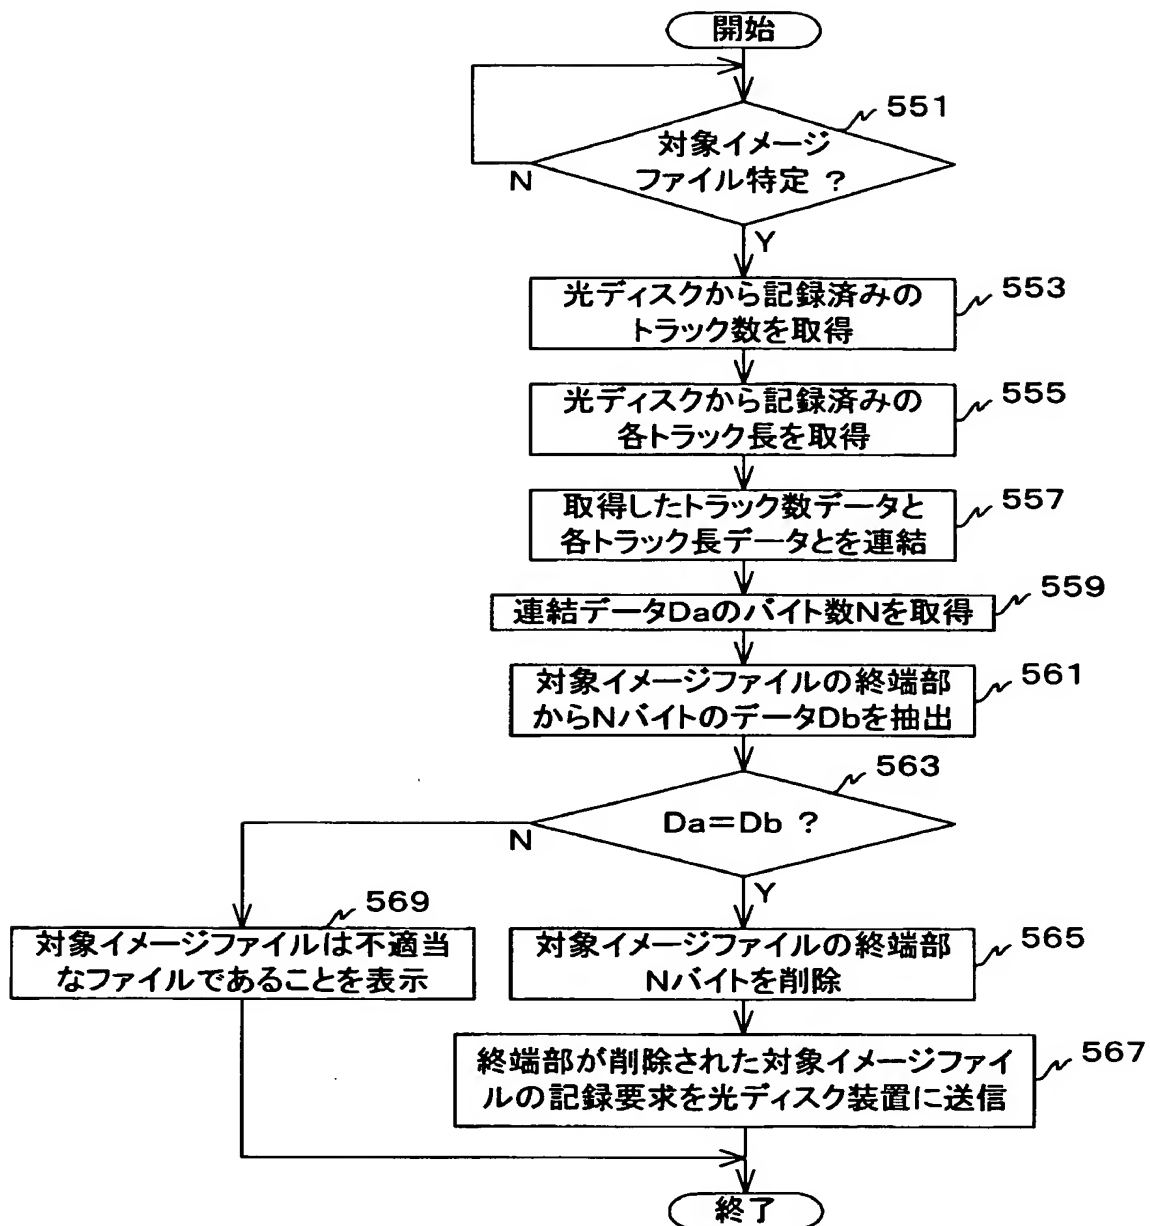 開始
551
対象イメージ
ファイル特定 ?
N
Y
553
光ディスクから記録済みの
トラック数を取得
555
光ディスクから記録済みの
各トラック長を取得
557
取得したトラック数データと
各トラック長データとを連結
559
連結データDaのバイト数Nを取得
561
対象イメージファイルの終端部
からNバイトのデータDbを抽出
563
Da=Db ?
N
Y
569
対象イメージファイルは不適当
なファイルであることを表示
565
対象イメージファイルの終端部
Nバイトを削除
567
終端部が削除された対象イメージファイ
ルの記録要求を光ディスク装置に送信
終了